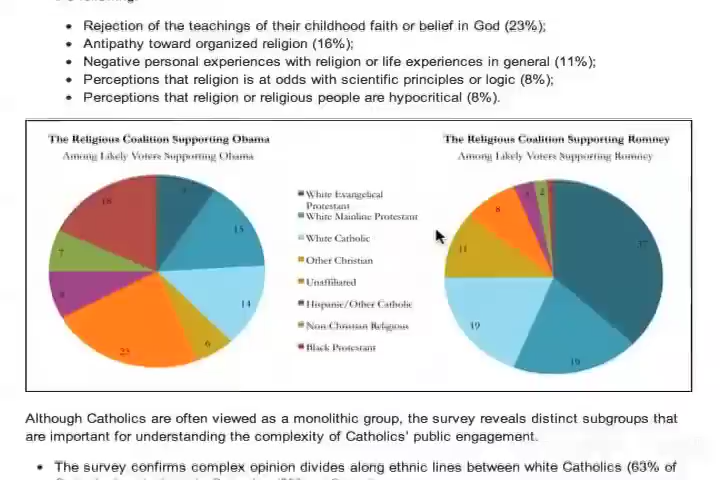 • Rejection of the teachings of their childhood faith or belief in God (23%);
• Antipathy toward organized religion (16%);
• Negative personal experiences with religion or life experiences in general (11%);
• Perceptions that religion is at odds with scientific principles or logic (8%);
• Perceptions that religion or religious people are hypocritical (8%).
The Religious Coalition Supporting Obama
Among Likely Voters Supporting Obama
18
15
14
6
23
7
White Evangelical
Protestant
White Mainline Protestant
White Catholic
Other Christian
Unaffiliated
Hispanic/Other Catholic
Non-Christian Religious
Black Protestant
The Religious Coalition Supporting Romney
Among Likely Voters Supporting Romney
2
8
37
11
19
19
Although Catholics are often viewed as a monolithic group, the survey reveals distinct subgroups that
are important for understanding the complexity of Catholics' public engagement.
• The survey confirms complex opinion divides along ethnic lines between white Catholics (63% of